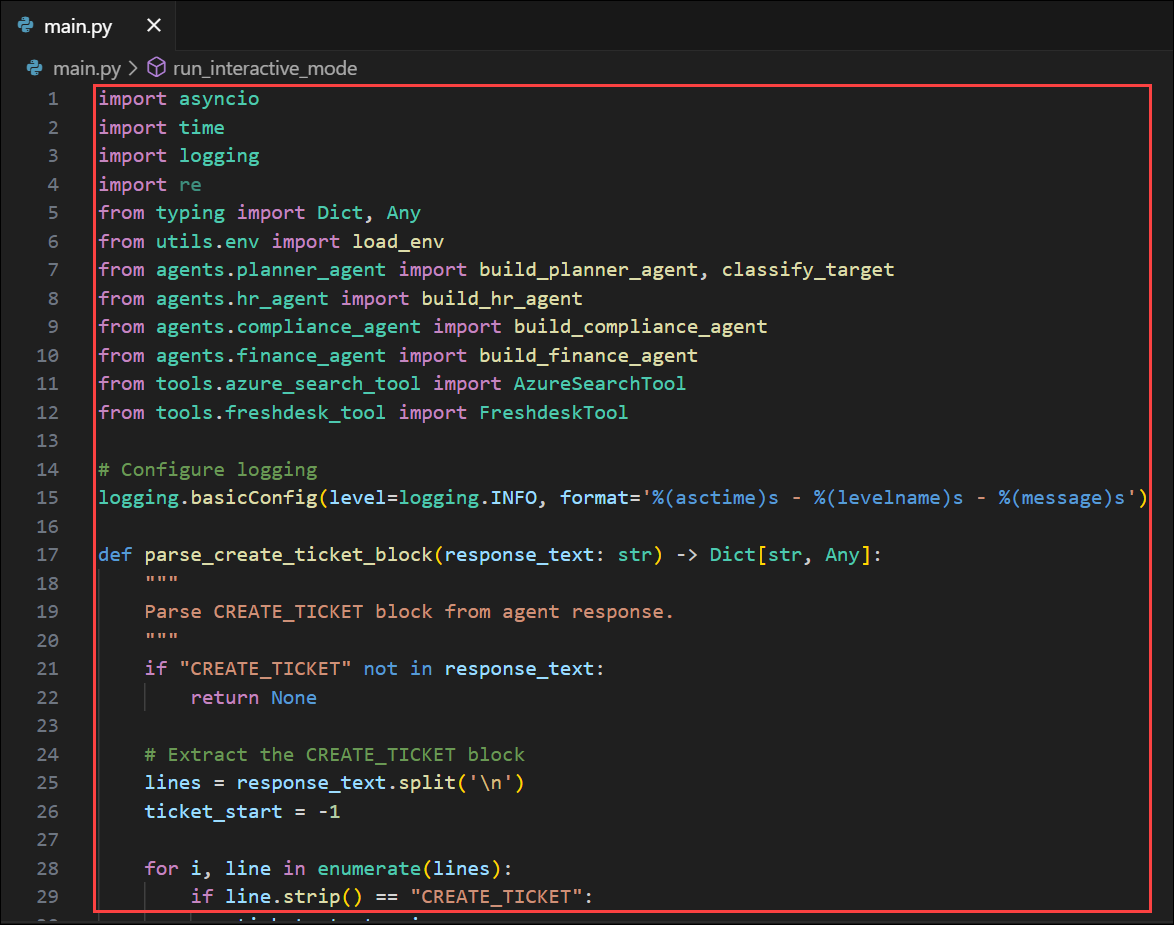 main.py
main.py > run_interactive_mode
1 import asyncio
2 import time
3 import logging
4 import re
5 from typing import Dict, Any
6 from utils.env import load_env
7 from agents.planner_agent import build_planner_agent, classify_target
8 from agents.hr_agent import build_hr_agent
9 from agents.compliance_agent import build_compliance_agent
10 from agents.finance_agent import build_finance_agent
11 from tools.azure_search_tool import AzureSearchTool
12 from tools.freshdesk_tool import FreshdeskTool
13
14 # Configure logging
15 logging.basicConfig(level=logging.INFO, format='%(asctime)s - %(levelname)s - %(message)s')
16
17 def parse_create_ticket_block(response_text: str) -> Dict[str, Any]:
18     """
19     Parse CREATE_TICKET block from agent response.
20     """
21     if "CREATE_TICKET" not in response_text:
22         return None
23
24     # Extract the CREATE_TICKET block
25     lines = response_text.split('\n')
26     ticket_start = -1
27
28     for i, line in enumerate(lines):
29         if line.strip() == "CREATE_TICKET":